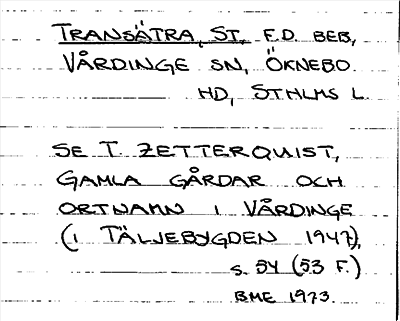 TRANSÄTRA, ST, F.D. BEB,
VÅRDINGE SN, ÖKNEBO
HD, STHLMS L.
SE T. ZETTERQUIST,
GAMLA GÅRDAR OCH
ORTNAMN I VÅRDINGE
(I TÄLJEBYGDEN 1947),
S. 54 (53 F.)
BME 1973.